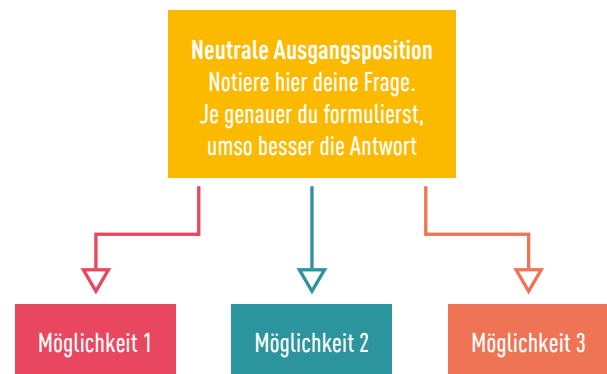 Neutrale Ausgangsposition
Notiere hier deine Frage.
Je genauer du formulierst,
umso besser die Antwort
Möglichkeit 1
Möglichkeit 2
Möglichkeit 3